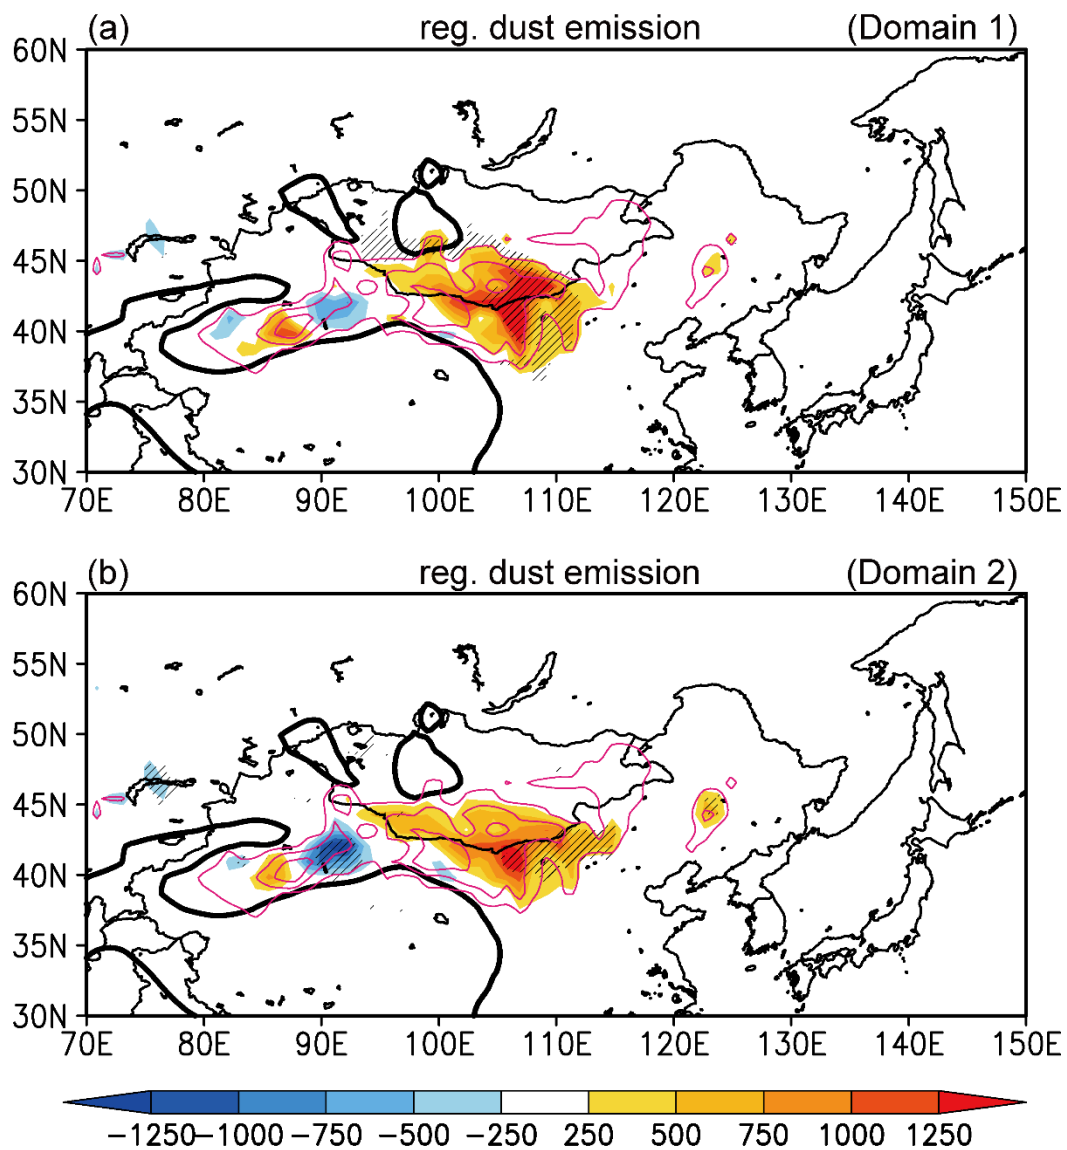 (a) reg. dust emission (Domain 1)
60N
55N
50N
45N
40N
35N
30N
70E 80E 90E 100E 110E 120E 130E 140E 150E
(b) reg. dust emission (Domain 2)
60N
55N
50N
45N
40N
35N
30N
70E 80E 90E 100E 110E 120E 130E 140E 150E
−1250 −1000 −750 −500 −250 250 500 750 1000 1250